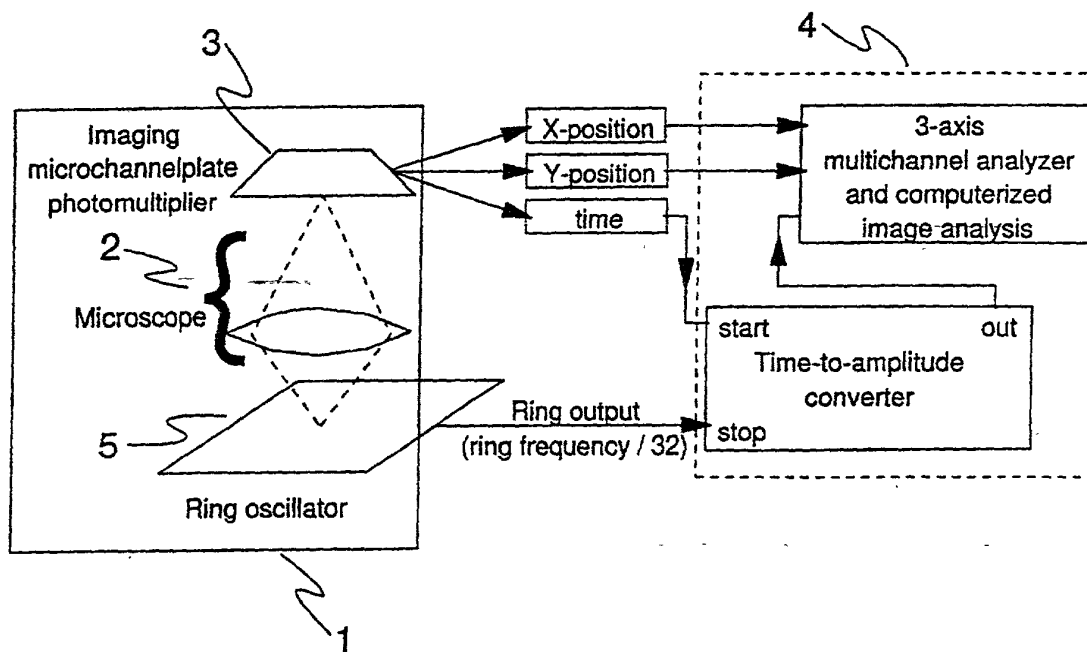 3
4
Imaging
microchannelplate
photomultiplier
X-position
Y-position
time
3-axis
multichannel analyzer
and computerized
image analysis
2
Microscope
start
out
Time-to-amplitude
converter
stop
5
Ring output
(ring frequency / 32)
Ring oscillator
1